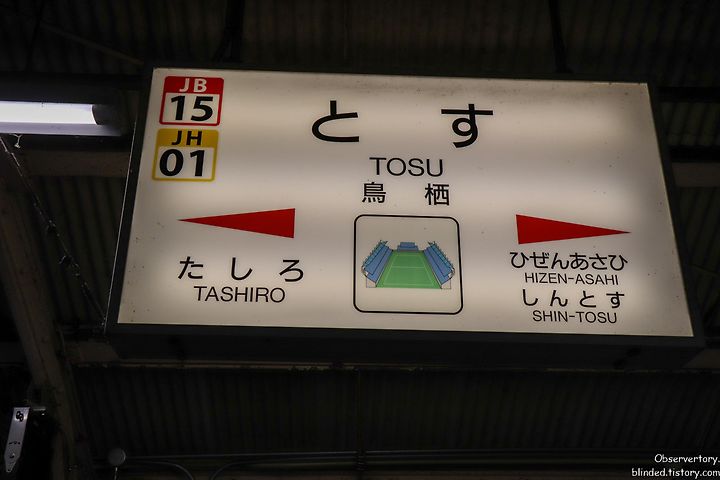 JB
15
JH
01
とす
TOSU
鳥栖
たしろ
TASHIRO
ひぜんあさひ
HIZEN-ASAHI
しんとす
SHIN-TOSU
Observertory.
blinded.tistory.com